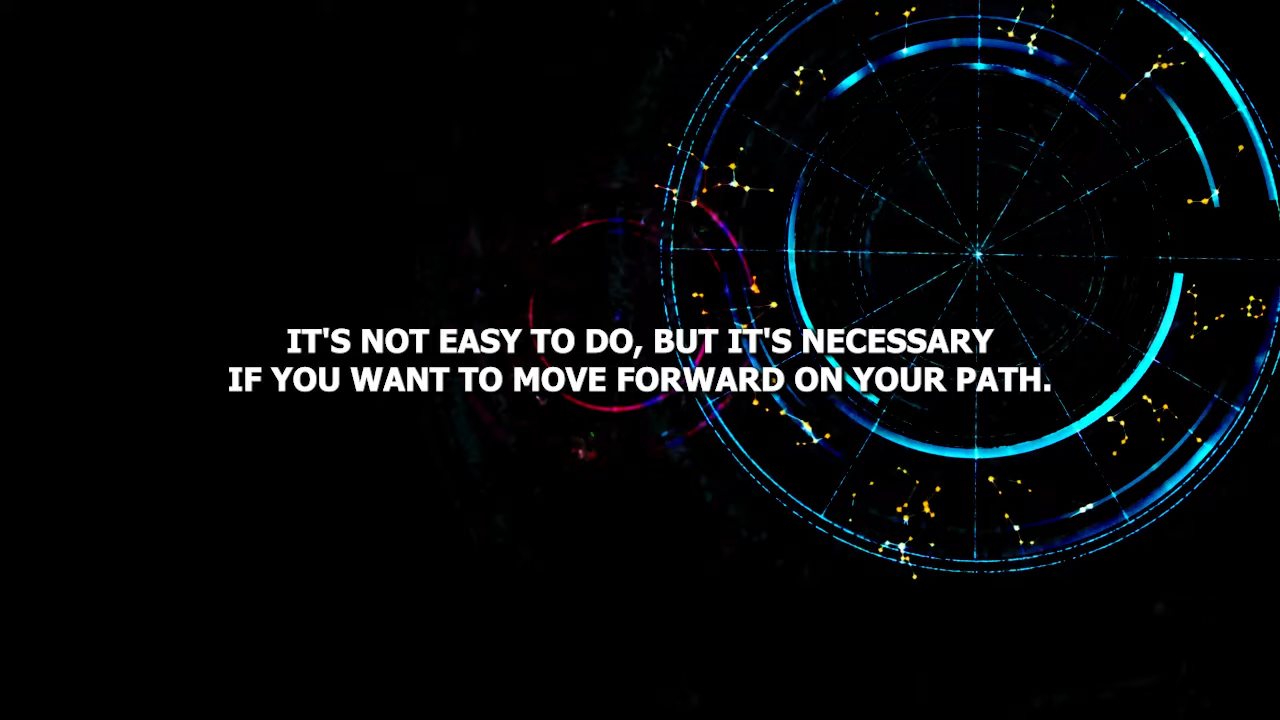 IT'S NOT EASY TO DO, BUT IT'S NECESSARY
IF YOU WANT TO MOVE FORWARD ON YOUR PATH.